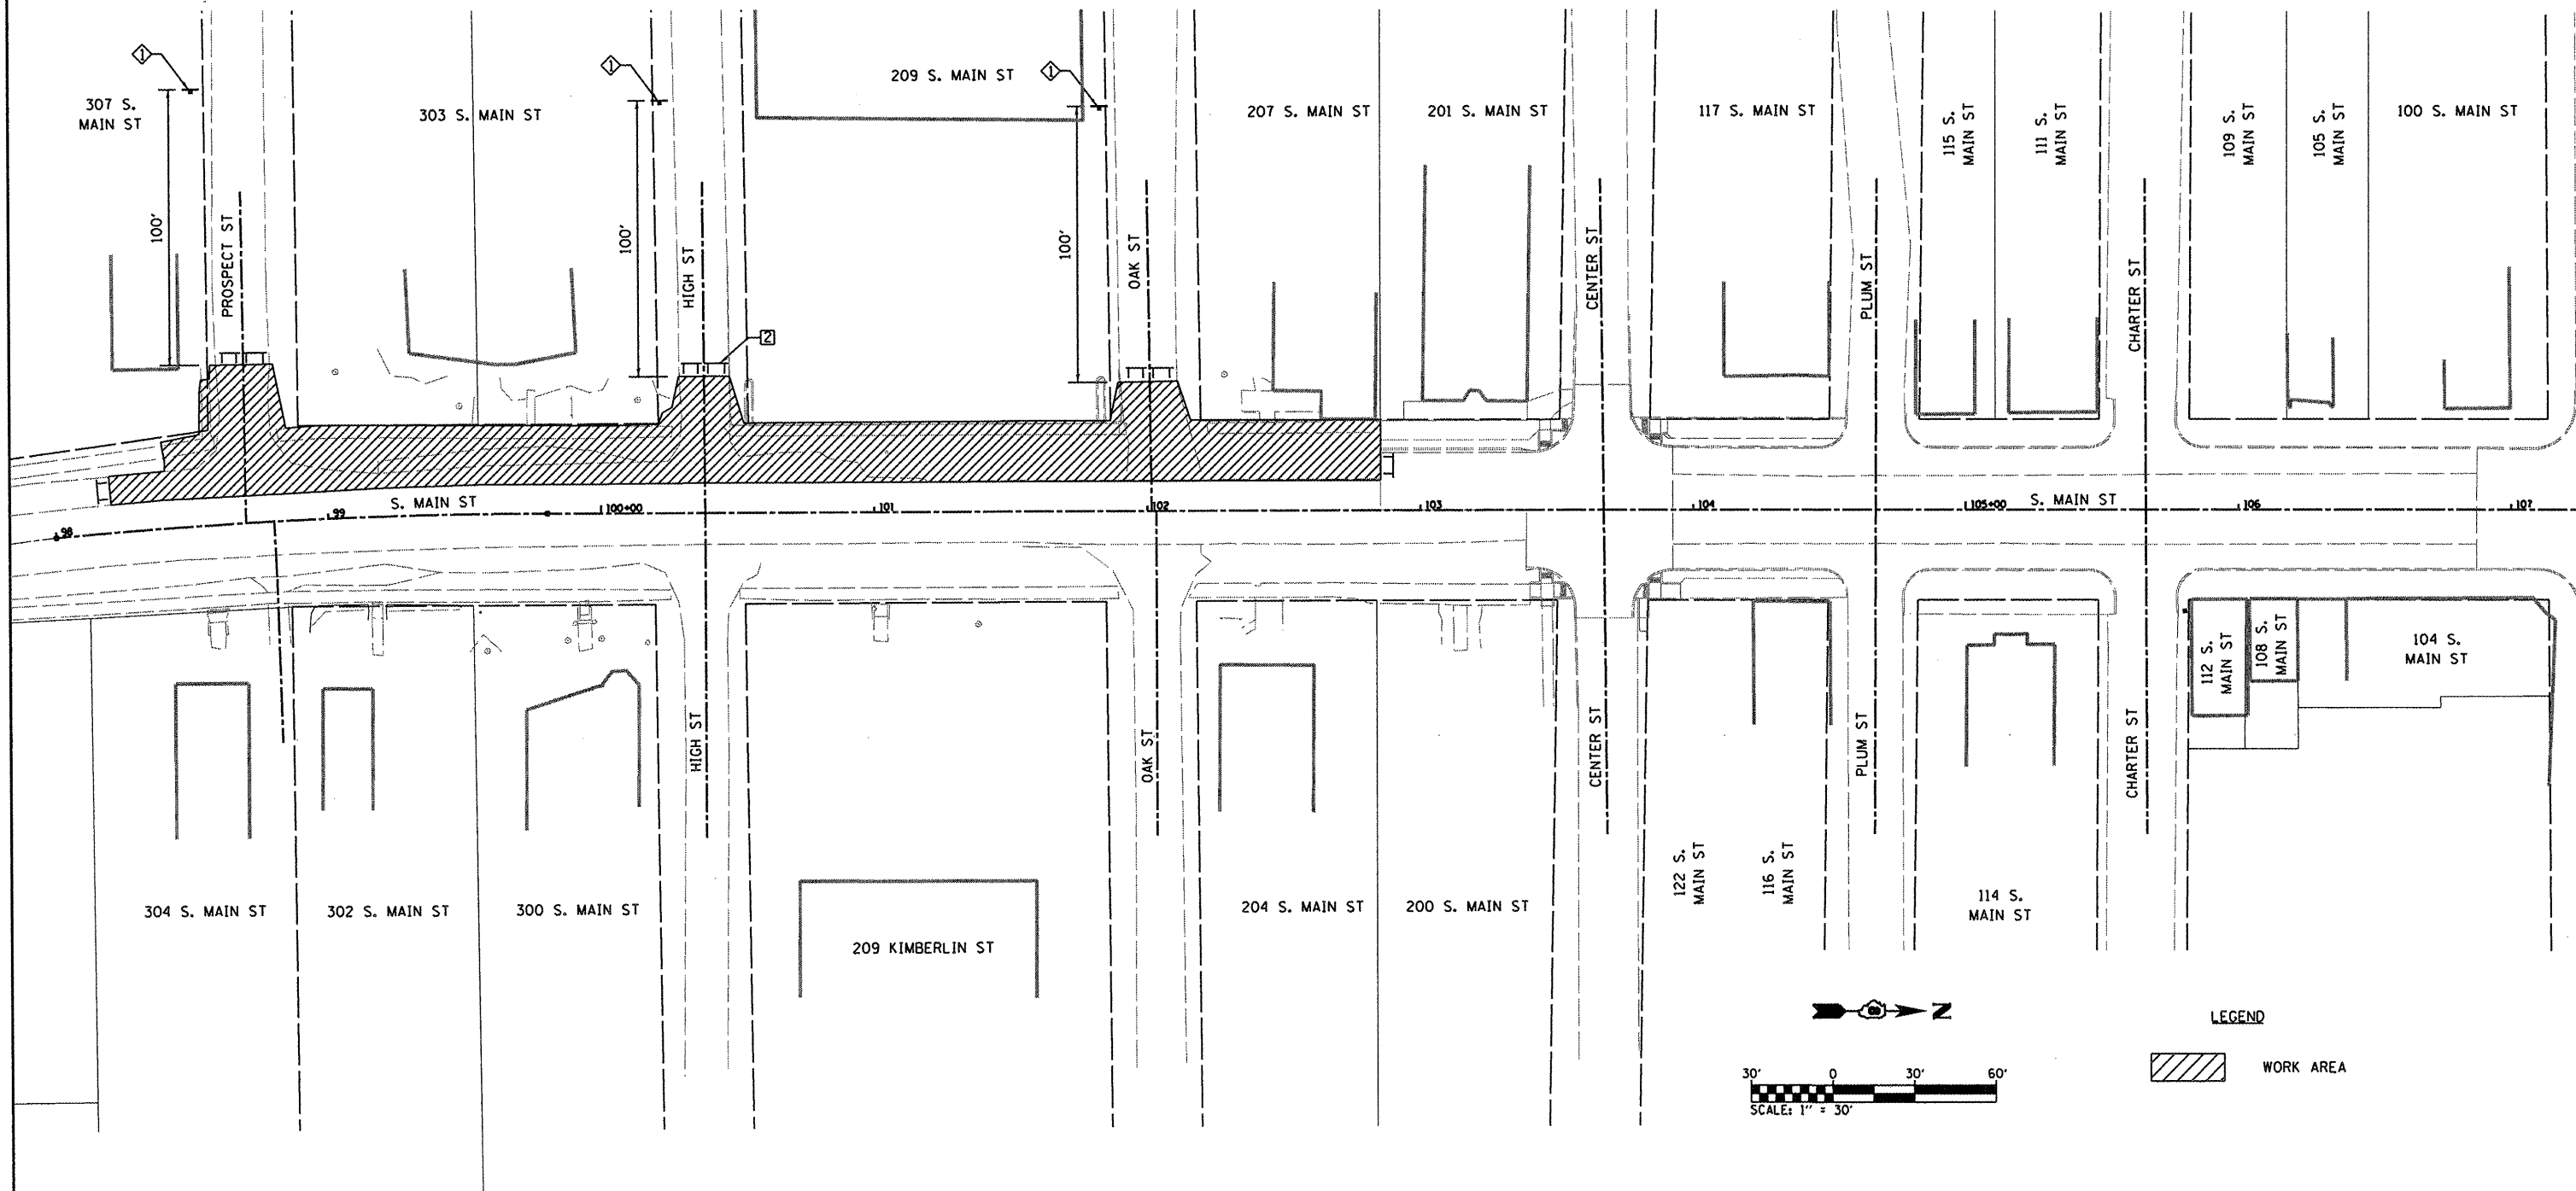 1
1
209 S. MAIN ST
1
307 S.
MAIN ST
303 S. MAIN ST
207 S. MAIN ST
201 S. MAIN ST
117 S. MAIN ST
115 S.
MAIN ST
111 S.
MAIN ST
109 S.
MAIN ST
105 S.
MAIN ST
100 S. MAIN ST
100'
PROSPECT ST
100'
HIGH ST
100'
OAK ST
CENTER ST
PLUM ST
CHARTER ST
2
S. MAIN ST
S. MAIN ST
98
99
100+00
101
102
103
104
105+00
106
107
112 S.
MAIN ST
108 S.
MAIN ST
104 S.
MAIN ST
HIGH ST
OAK ST
CENTER ST
PLUM ST
CHARTER ST
304 S. MAIN ST
302 S. MAIN ST
300 S. MAIN ST
209 KIMBERLIN ST
204 S. MAIN ST
200 S. MAIN ST
122 S.
MAIN ST
116 S.
MAIN ST
114 S.
MAIN ST
N
LEGEND
WORK AREA
30' 0 30' 60'
SCALE: 1" = 30'